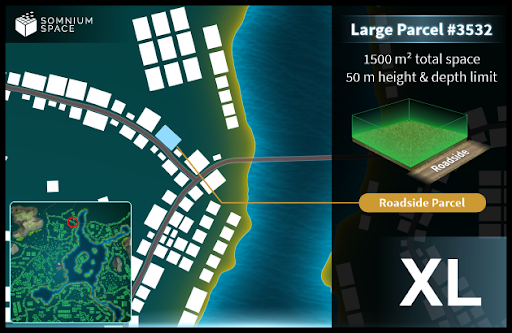 SOMNIUM
SPACE
Large Parcel #3532
1500 m² total space
50 m height & depth limit
Roadside
Roadside Parcel
XL